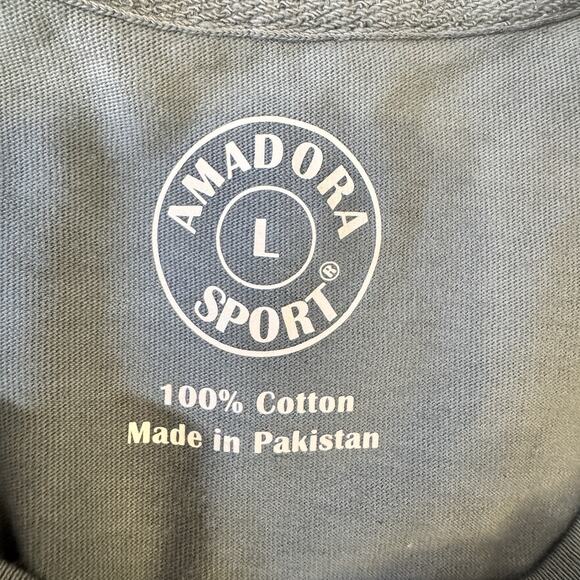 AMADORA
L
SPORT®
100% Cotton
Made in Pakistan